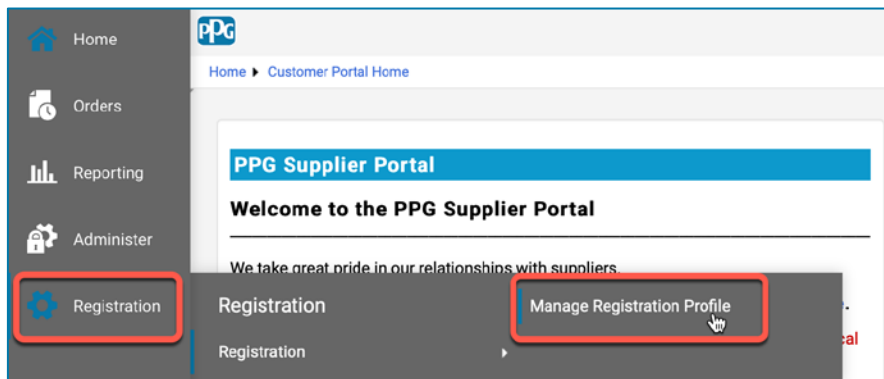 Home
Orders
Reporting
Administer
Registration
PPG
Home ▶ Customer Portal Home
PPG Supplier Portal
Welcome to the PPG Supplier Portal
We take great pride in our relationships with suppliers.
Registration
Manage Registration Profile
Registration